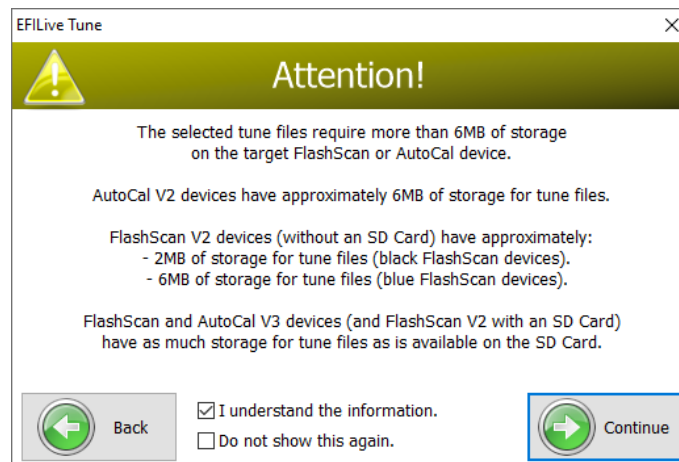 EFILive Tune
Attention!
The selected tune files require more than 6MB of storage
on the target FlashScan or AutoCal device.
AutoCal V2 devices have approximately 6MB of storage for tune files.
FlashScan V2 devices (without an SD Card) have approximately:
- 2MB of storage for tune files (black FlashScan devices).
- 6MB of storage for tune files (blue FlashScan devices).
FlashScan and AutoCal V3 devices (and FlashScan V2 with an SD Card)
have as much storage for tune files as is available on the SD Card.
Back
I understand the information.
Do not show this again.
Continue